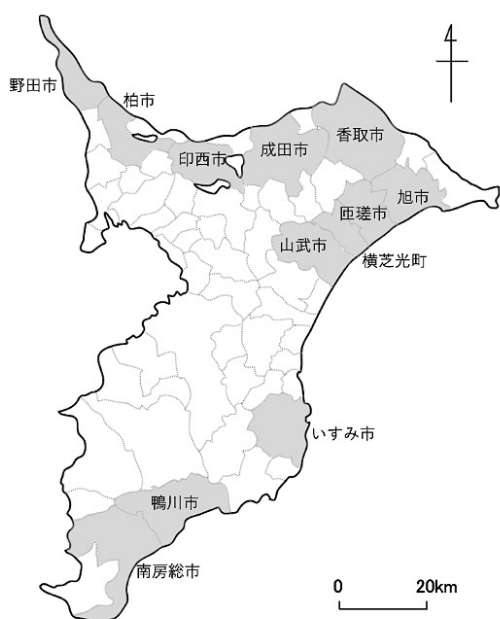 4
野田市
柏市
印西市
成田市
香取市
旭市
匝瑳市
山武市
横芝光町
いすみ市
鴨川市
南房総市
0 20km